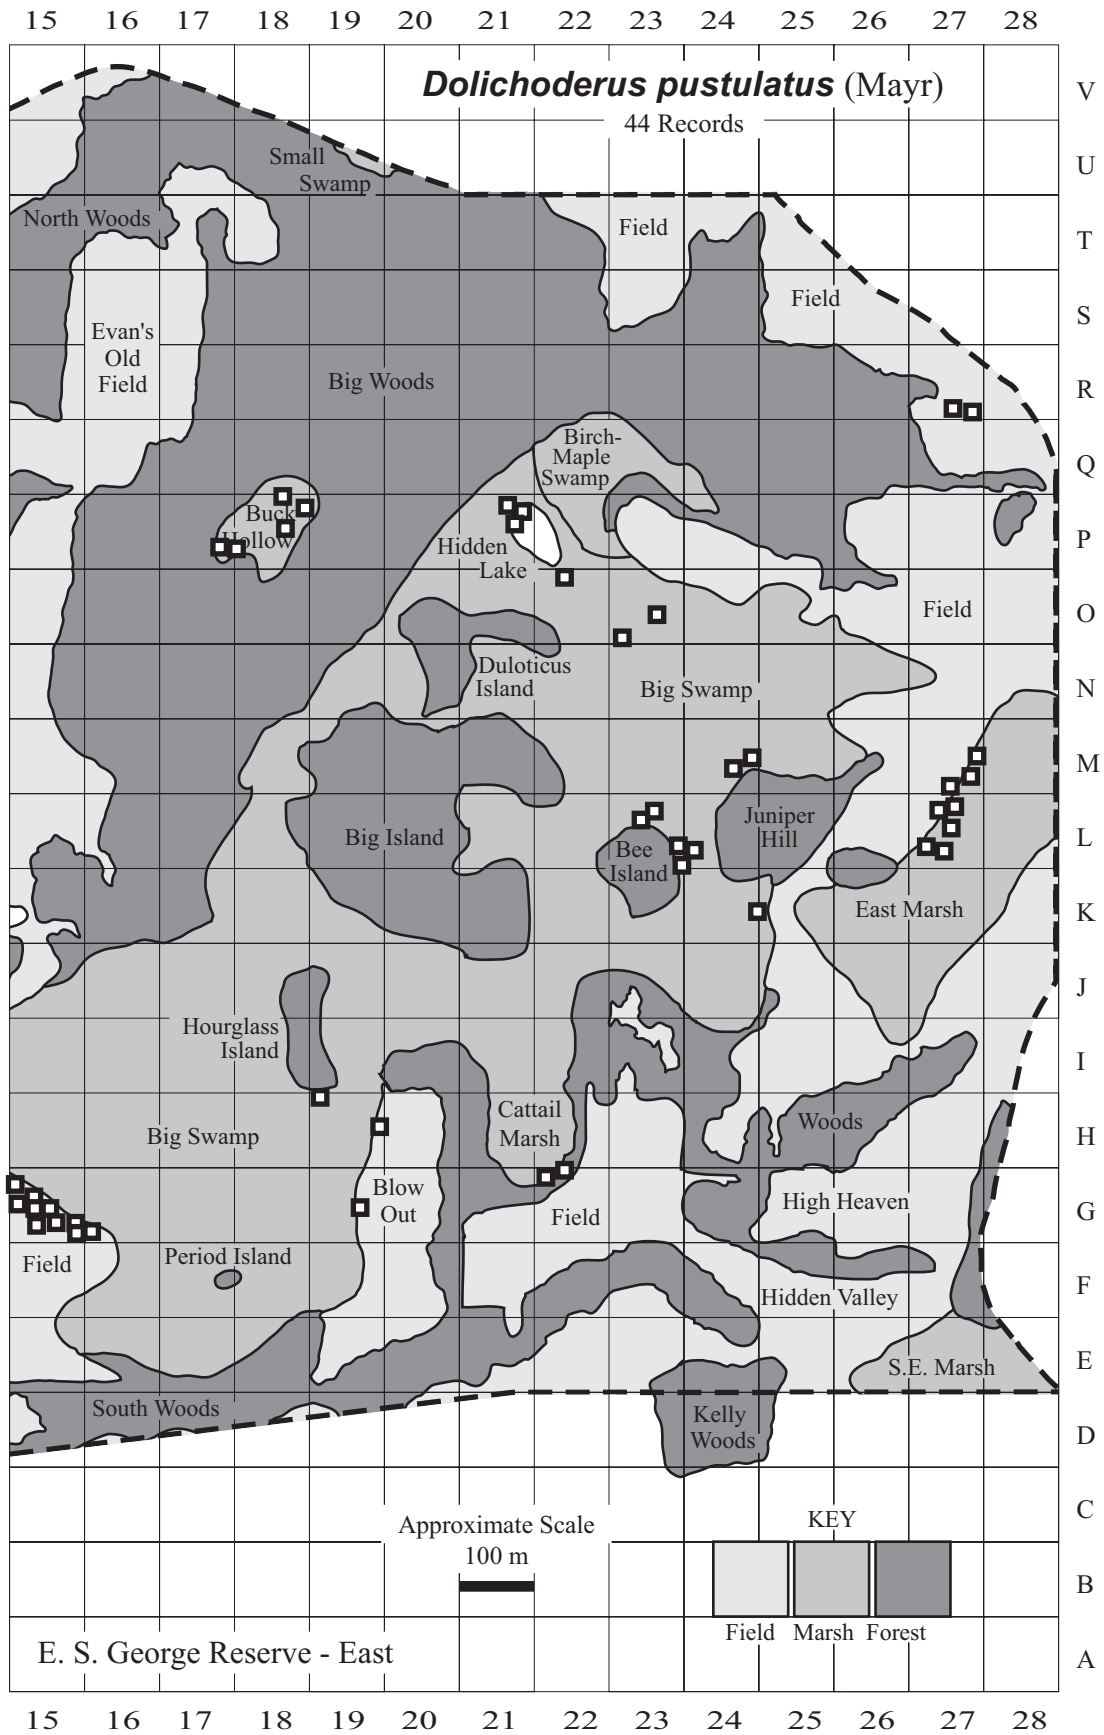 15 16 17 18 19 20 21 22 23 24 25 26 27 28
Dolichoderus pustulatus (Mayr)
V
44 Records
U
Small
Swamp
North Woods
Field
T
Field
S
Evan's
Old
Field
Big Woods
R
Birch-
Maple
Swamp
Q
Buck
Hollow
Hidden
Lake
P
Field
O
Duloticus
Island
Big Swamp
N
M
Big Island
Juniper
Hill
Bee
Island
L
East Marsh
K
J
Hourglass
Island
I
Cattail
Marsh
Woods
Big Swamp
H
Blow
Out
Field
High Heaven
G
Field
Period Island
Hidden Valley
F
S.E. Marsh
E
South Woods
Kelly
Woods
D
Approximate Scale
100 m
KEY
C
B
Field Marsh Forest
E. S. George Reserve - East
A
15 16 17 18 19 20 21 22 23 24 25 26 27 28